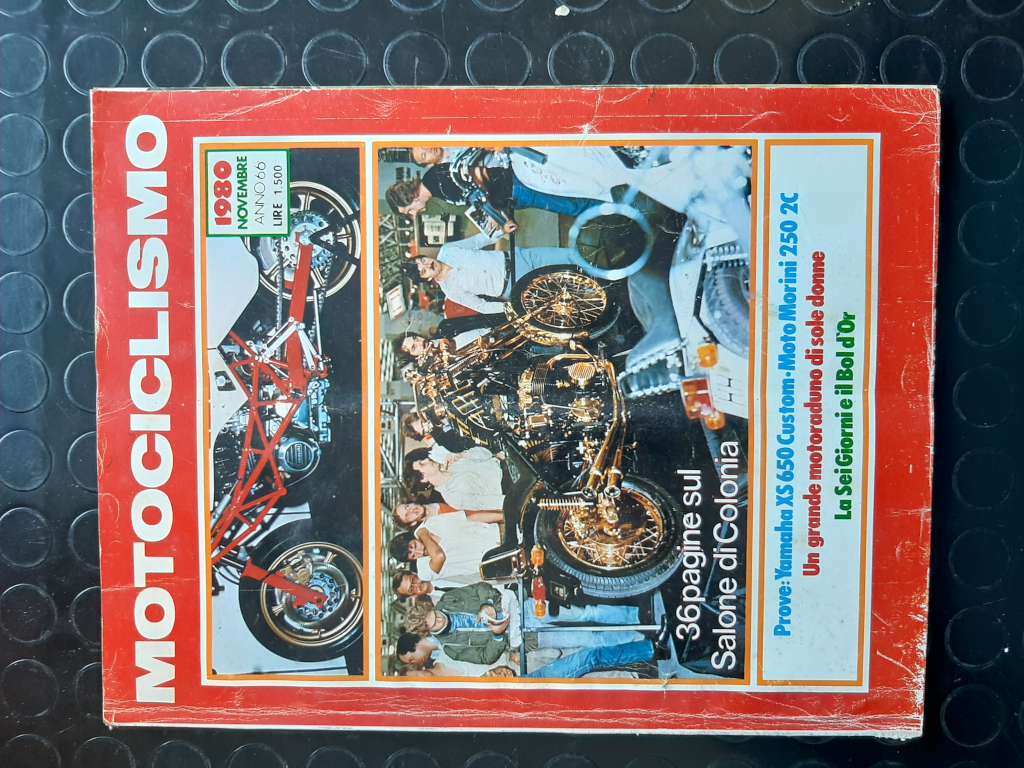 MOTOCICLISMO
1980
NOVEMBRE
ANNO 66
LIRE 1.500
36 pagine sul
Salone di Colonia
Prove: Yamaha XS 650 Custom • Moto Morini 250 2C
Un grande motoraduno di sole donne
La Sei Giorni e il Bol d'Or